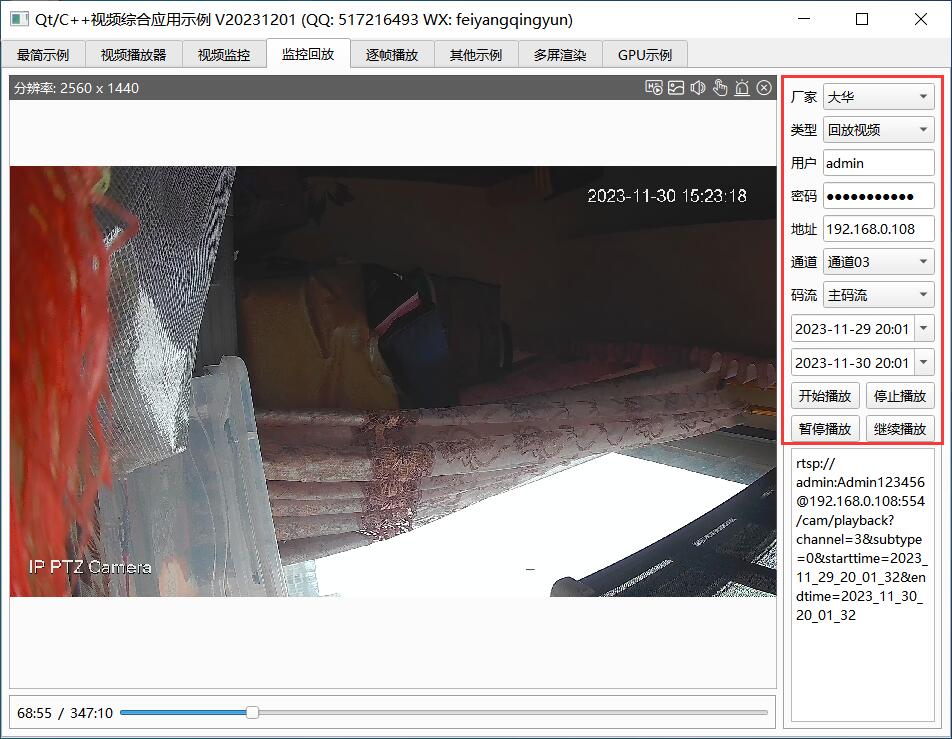 Qt/C++视频综合应用示例 V20231201 (QQ: 517216493 WX: feiyangqingyun)
最简示例 视频播放器 视频监控 监控回放 逐帧播放 其他示例 多屏渲染 GPU示例
分辨率: 2560 x 1440
2023-11-30 15:23:18
IP PTZ Camera
68:55 / 347:10
厂家 大华
类型 回放视频
用户 admin
密码 ●●●●●●●●●●●
地址 192.168.0.108
通道 通道03
码流 主码流
2023-11-29 20:01
2023-11-30 20:01
开始播放 停止播放
暂停播放 继续播放
rtsp://
admin:Admin123456
@192.168.0.108:554
/cam/playback?
channel=3&subtype
=0&starttime=2023_
11_29_20_01_32&en
dtime=2023_11_30_
20_01_32